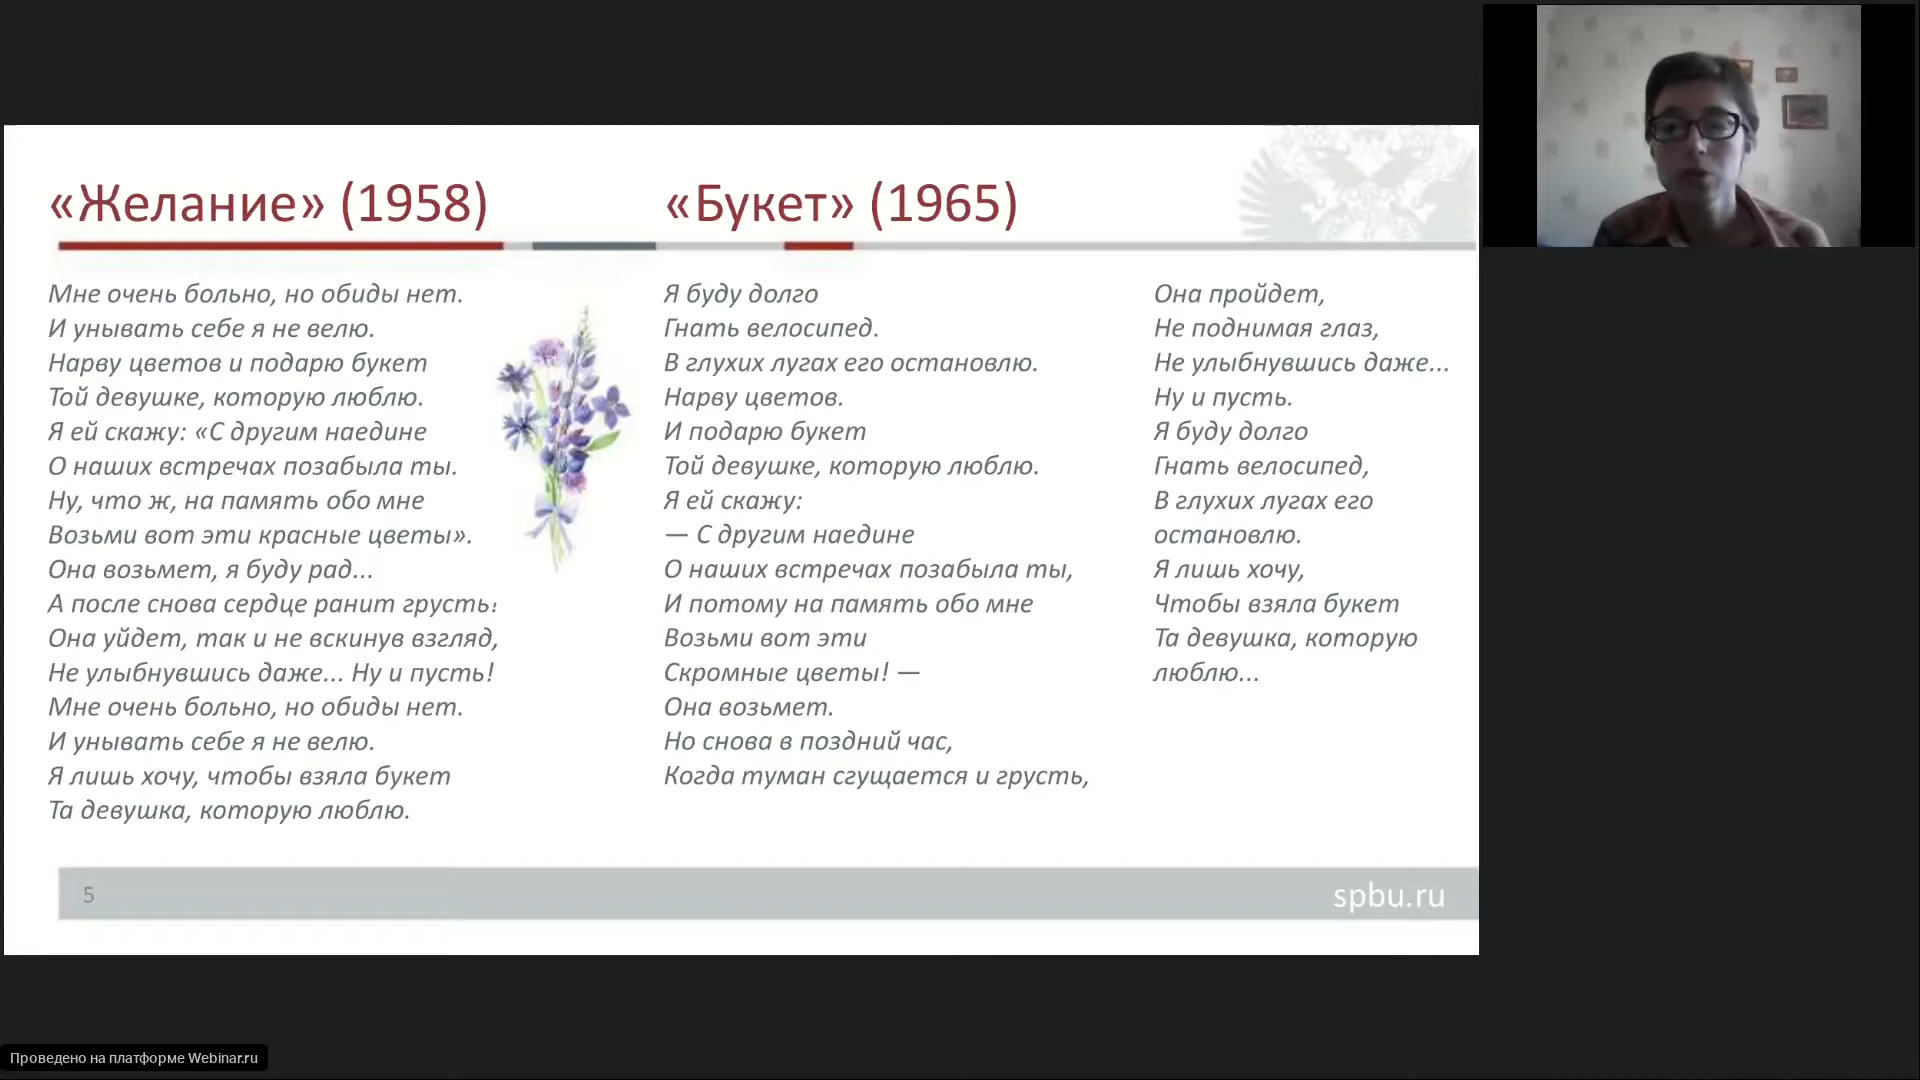 «Желание» (1958)
Мне очень больно, но обиды нет.
И унывать себе я не велю.
Нарву цветов и подарю букет
Той девушке, которую люблю.
Я ей скажу: «С другим наедине
О наших встречах позабыла ты.
Ну, что ж, на память обо мне
Возьми вот эти красные цветы».
Она возьмет, я буду рад...
А после снова сердце ранит грусть!
Она уйдет, так и не вскинув взгляд,
Не улыбнувшись даже... Ну и пусть!
Мне очень больно, но обиды нет.
И унывать себе я не велю.
Я лишь хочу, чтобы взяла букет
Та девушка, которую люблю.
«Букет» (1965)
Я буду долго
Гнать велосипед.
В глухих лугах его остановлю.
Нарву цветов.
И подарю букет
Той девушке, которую люблю.
Я ей скажу:
— С другим наедине
О наших встречах позабыла ты,
И потому на память обо мне
Возьми вот эти
Скромные цветы! —
Она возьмет.
Но снова в поздний час,
Когда туман сгущается и грусть,
Она пройдет,
Не поднимая глаз,
Не улыбнувшись даже...
Ну и пусть.
Я буду долго
Гнать велосипед,
В глухих лугах его
остановлю.
Я лишь хочу,
Чтобы взяла букет
Та девушка, которую
люблю...
5
spbu.ru
Проведено на платформе Webinar.ru